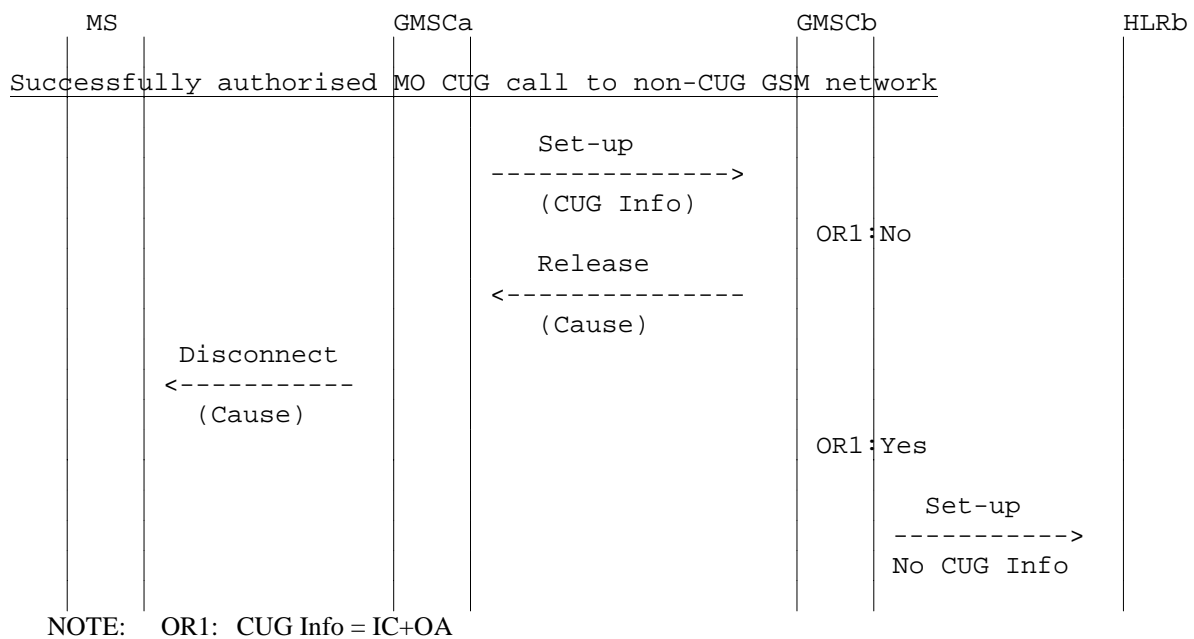 MS GMSCa GMSCb HLRb
Successfully authorised MO CUG call to non-CUG GSM network
Set-up
--------------->
(CUG Info)
OR1:No
Release
<---------------
(Cause)
Disconnect
<-----------
(Cause)
OR1:Yes
Set-up
----------->
No CUG Info
NOTE: OR1: CUG Info = IC+OA